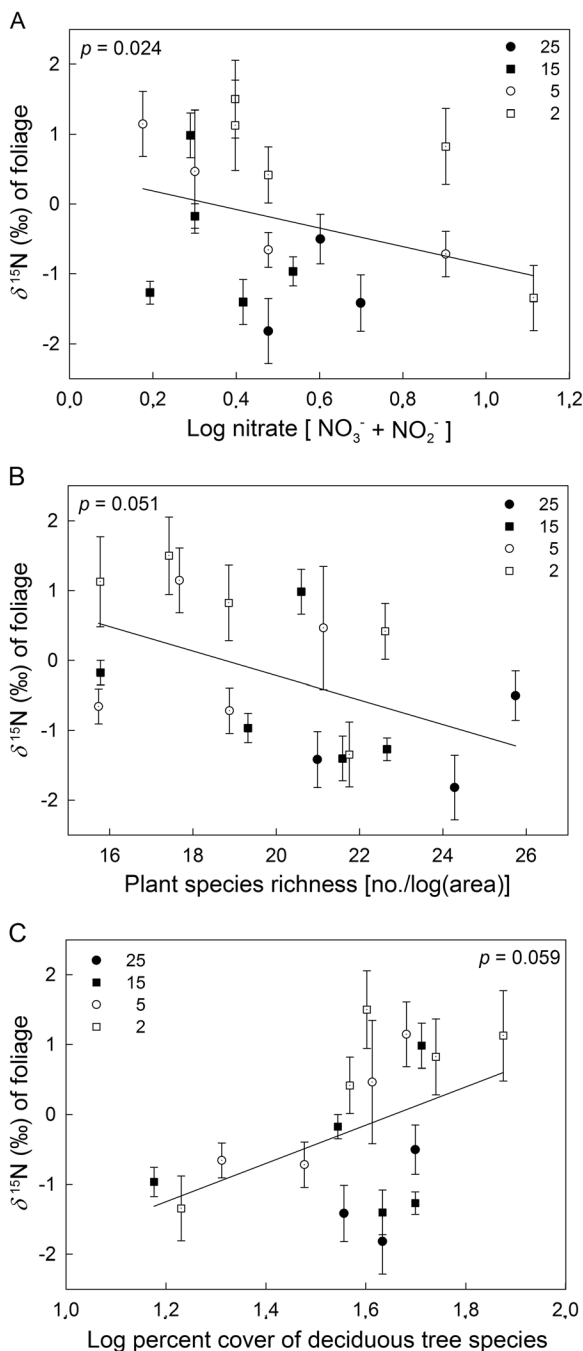 A
p = 0.024
25
15
5
2
2
1
0
-1
-2
δ ¹⁵N (‰) of foliage
0,0 0,2 0,4 0,6 0,8 1,0 1,2
Log nitrate [ NO₃⁻ + NO₂⁻ ]
B
p = 0.051
25
15
5
2
2
1
0
-1
-2
δ ¹⁵N (‰) of foliage
16 18 20 22 24 26
Plant species richness [no./log(area)]
C
25
15
5
2
p = 0.059
2
1
0
-1
-2
δ ¹⁵N (‰) of foliage
1,0 1,2 1,4 1,6 1,8 2,0
Log percent cover of deciduous tree species